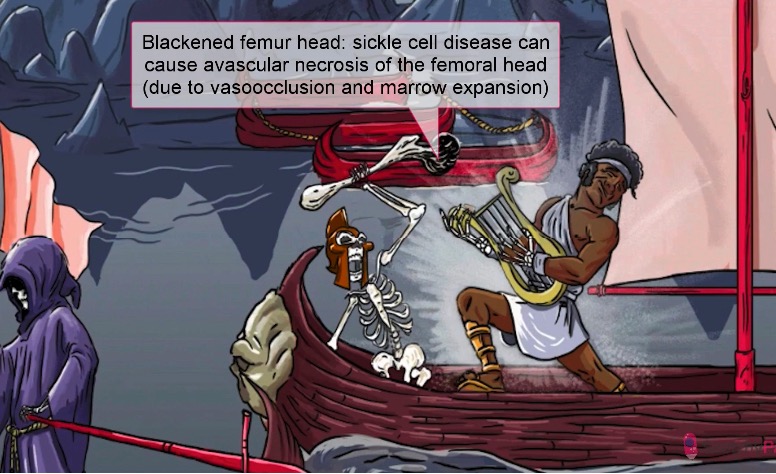 Blackened femur head: sickle cell disease can
cause avascular necrosis of the femoral head
(due to vasoocclusion and marrow expansion)